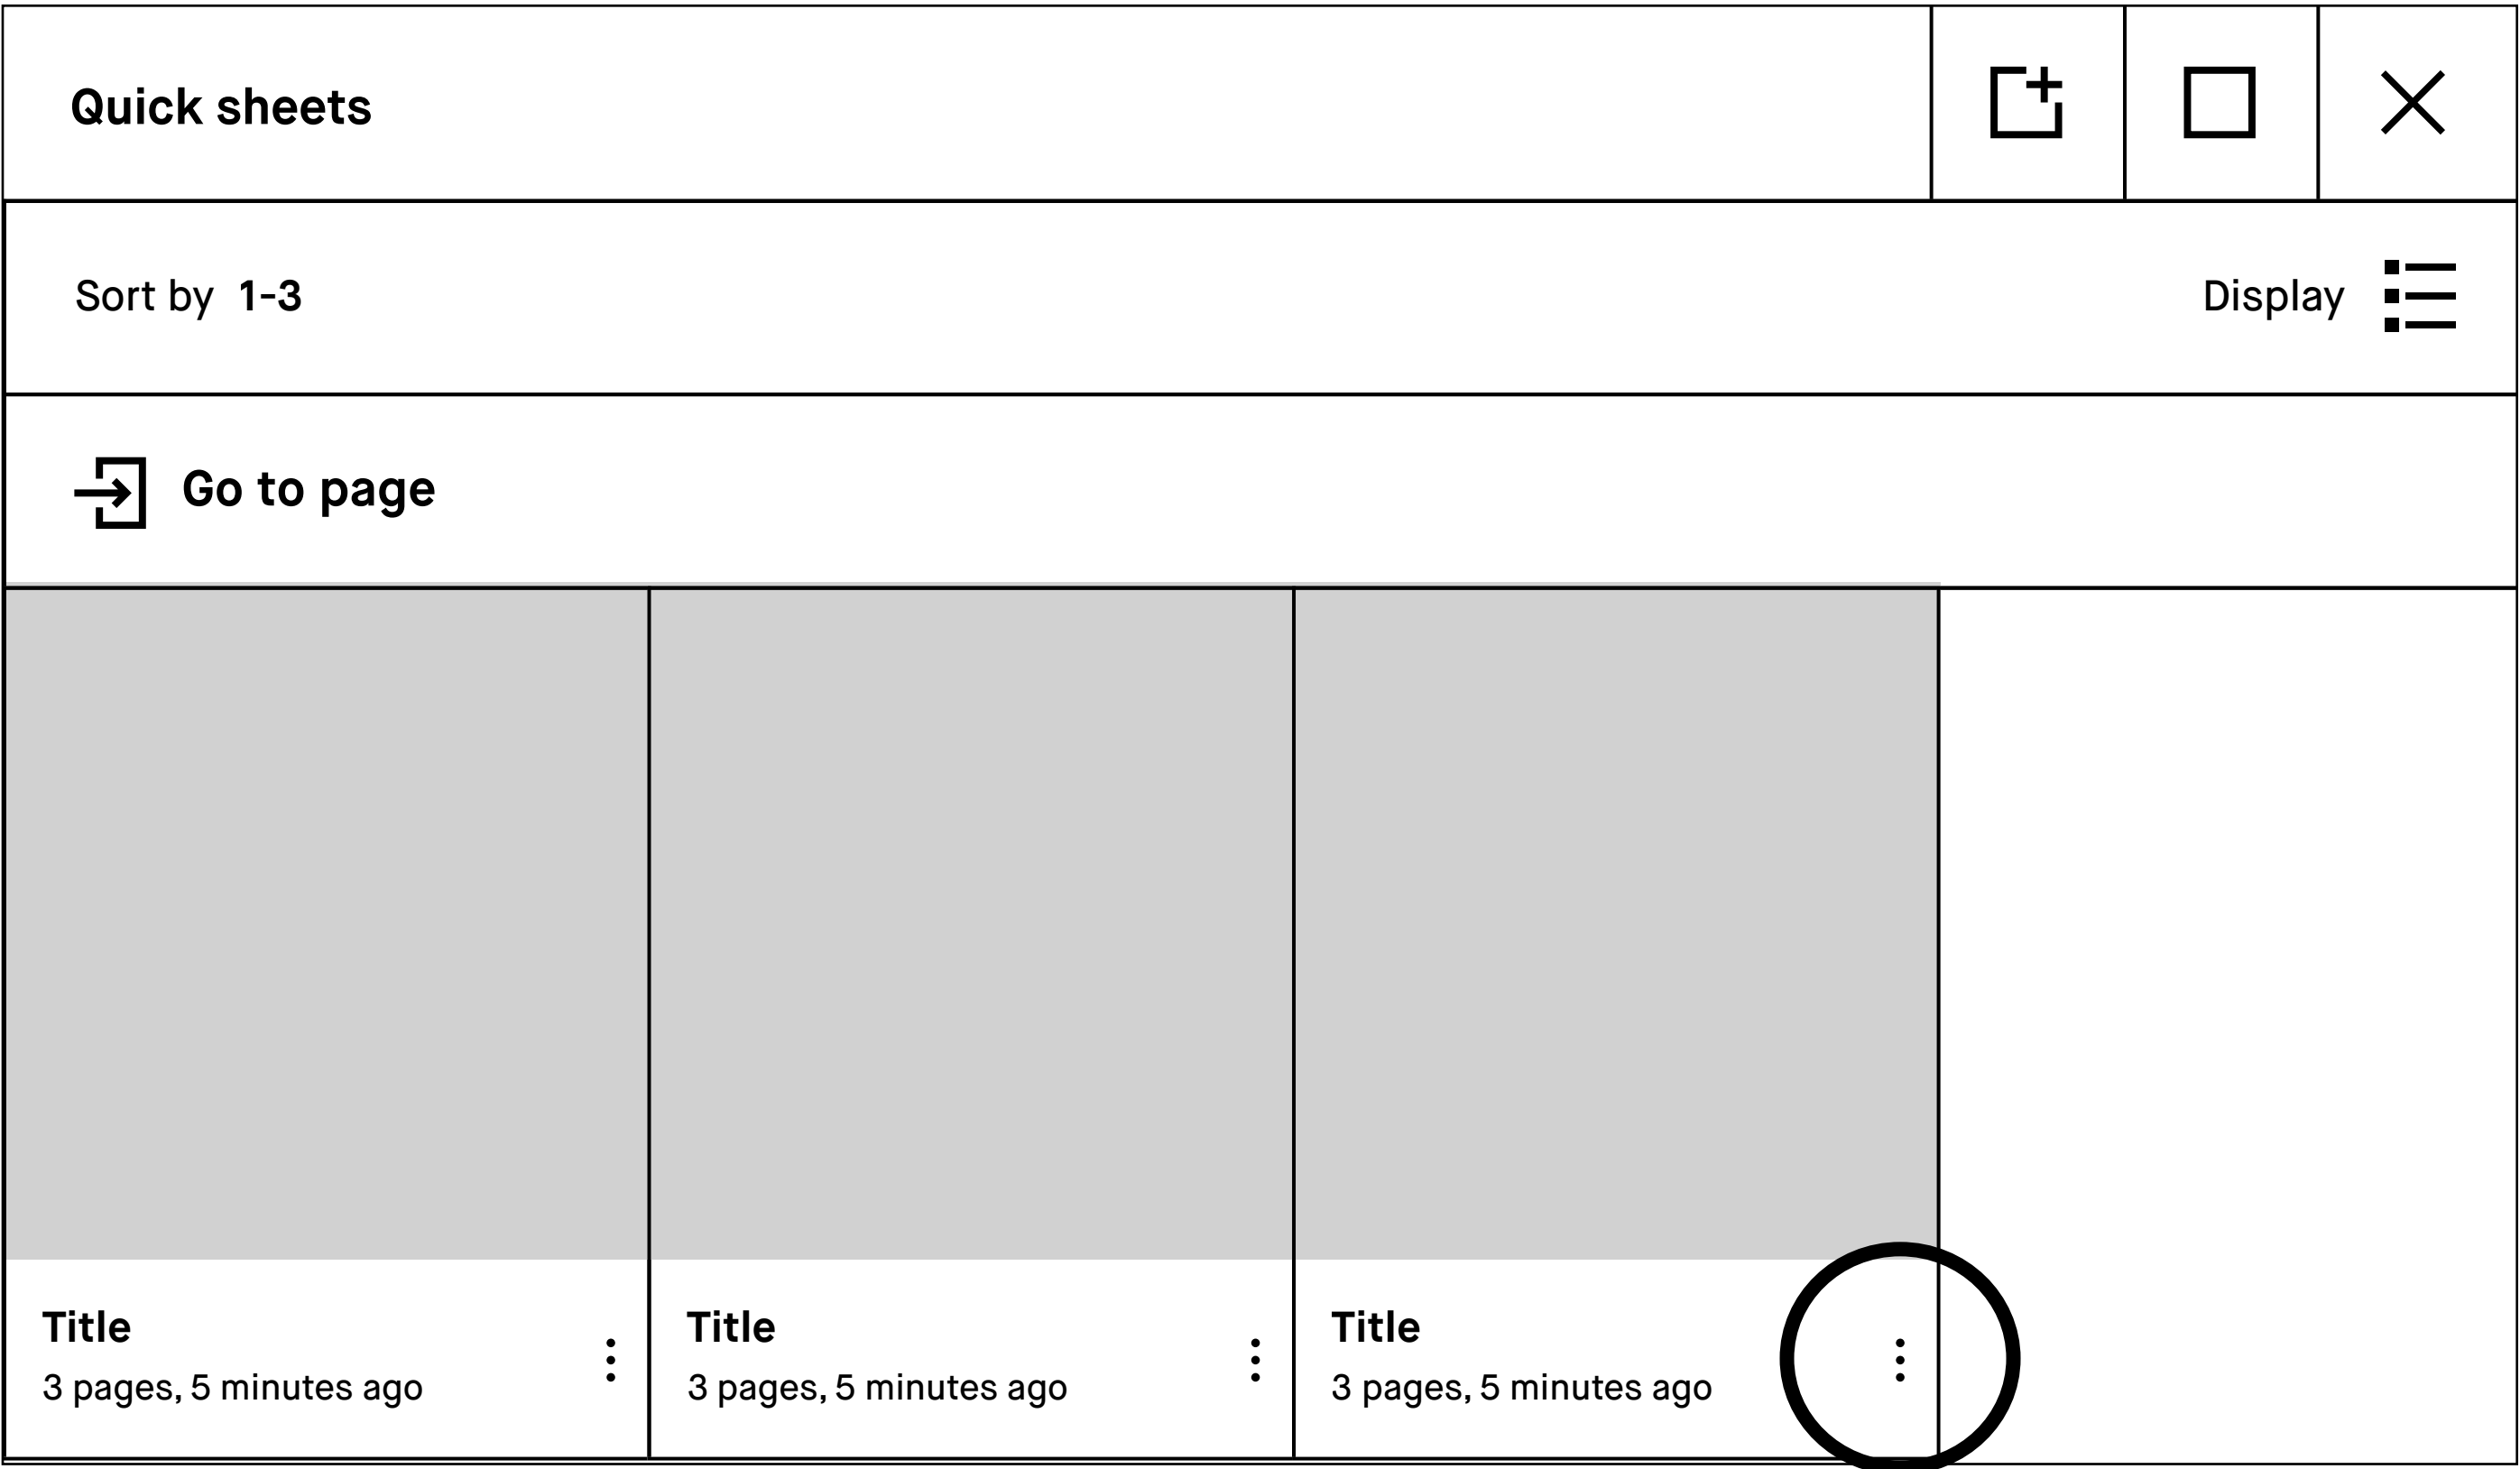 Quick sheets
Sort by 1-3
Display
Go to page
Title
3 pages, 5 minutes ago
Title
3 pages, 5 minutes ago
Title
3 pages, 5 minutes ago